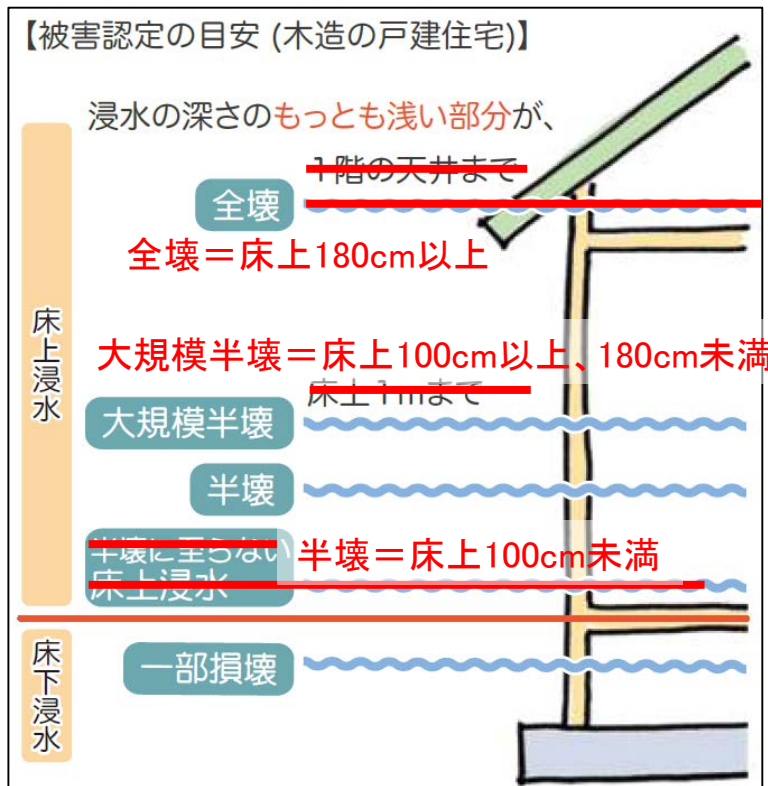 【被害認定の目安 (木造の戸建住宅)】
浸水の深さのもっとも浅い部分が、
1階の天井まで
全壊
全壊＝床上180cm以上
大規模半壊＝床上100cm以上、180cm未満
床上1mまで
大規模半壊
半壊
半壊に至らない
床上浸水
半壊＝床上100cm未満
一部損壊
床上浸水
床下浸水